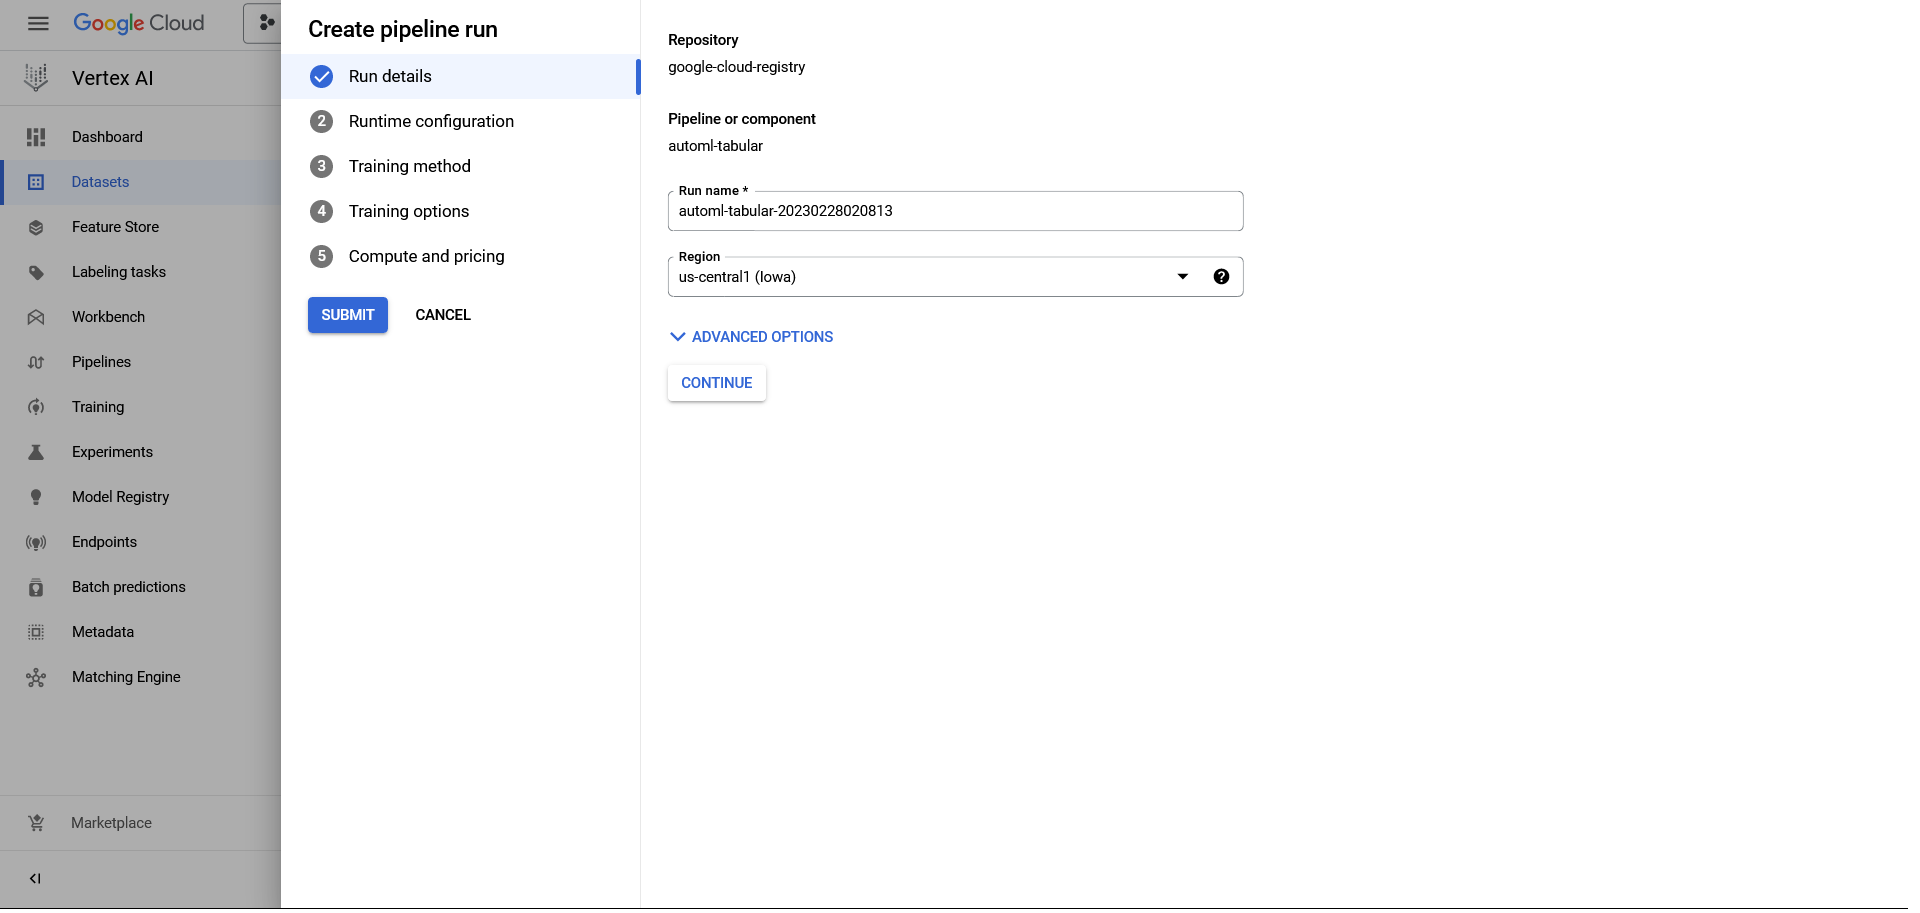 Google Cloud
Vertex AI
Dashboard
Datasets
Feature Store
Labeling tasks
Workbench
Pipelines
Training
Experiments
Model Registry
Endpoints
Batch predictions
Metadata
Matching Engine
Marketplace
Create pipeline run
Run details
2 Runtime configuration
3 Training method
4 Training options
5 Compute and pricing
SUBMIT CANCEL
Repository
google-cloud-registry
Pipeline or component
automl-tabular
Run name *
automl-tabular-20230228020813
Region
us-central1 (Iowa)
ADVANCED OPTIONS
CONTINUE